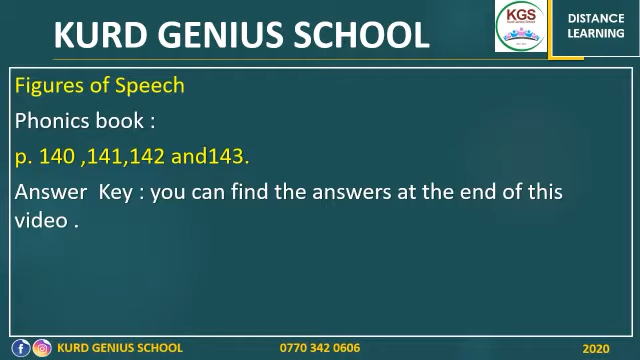 KURD GENIUS SCHOOL
KGS
DISTANCE
LEARNING
Figures of Speech
Phonics book :
p. 140 ,141,142 and143.
Answer Key : you can find the answers at the end of this
video .
KURD GENIUS SCHOOL
0770 342 0606
2020